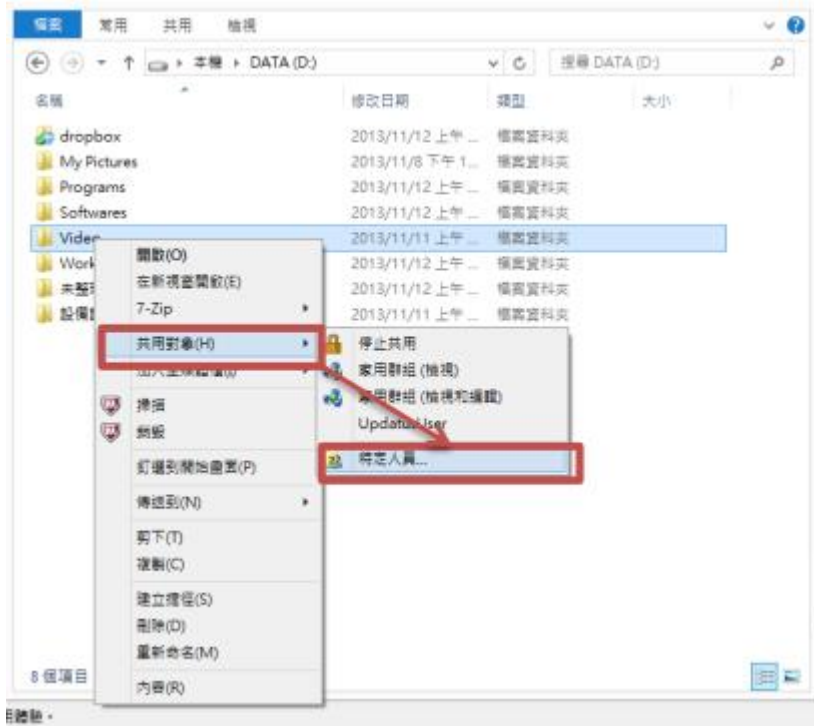 檔案 常用 共用 檢視
本機 DATA (D:) 搜尋 DATA (D:)
名稱 修改日期 類型 大小
dropbox 2013/11/12 上午 ... 檔案資料夾
My Pictures 2013/11/8 下午 1... 檔案資料夾
Programs 2013/11/12 上午 ... 檔案資料夾
Softwares 2013/11/12 上午 ... 檔案資料夾
Video 2013/11/11 上午 ... 檔案資料夾
Work 2013/11/12 上午 ... 檔案資料夾
未整 2013/11/12 上午 ... 檔案資料夾
設備 2013/11/11 上午 ... 檔案資料夾
開啟(O)
在新視窗開啟(E)
7-Zip
共用對象(H)
停止共用
家用群組 (檢視)
家用群組 (檢視和編輯)
UpdatusUser
特定人員...
掃描
銷毀
釘選到開始畫面(P)
傳送到(N)
剪下(T)
複製(C)
建立捷徑(S)
刪除(D)
重新命名(M)
內容(R)
8 個項目